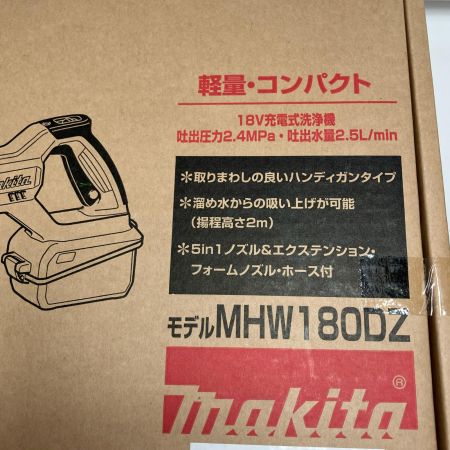 軽量・コンパクト
18V充電式洗浄機
吐出圧力2.4MPa・吐出水量2.5L/min
makita
＊取りまわしの良いハンディガンタイプ
＊溜め水からの吸い上げが可能
（揚程高さ2m）
＊5in1ノズル&エクステンション・
フォームノズル・ホース付
モデルMHW180DZ
makita®